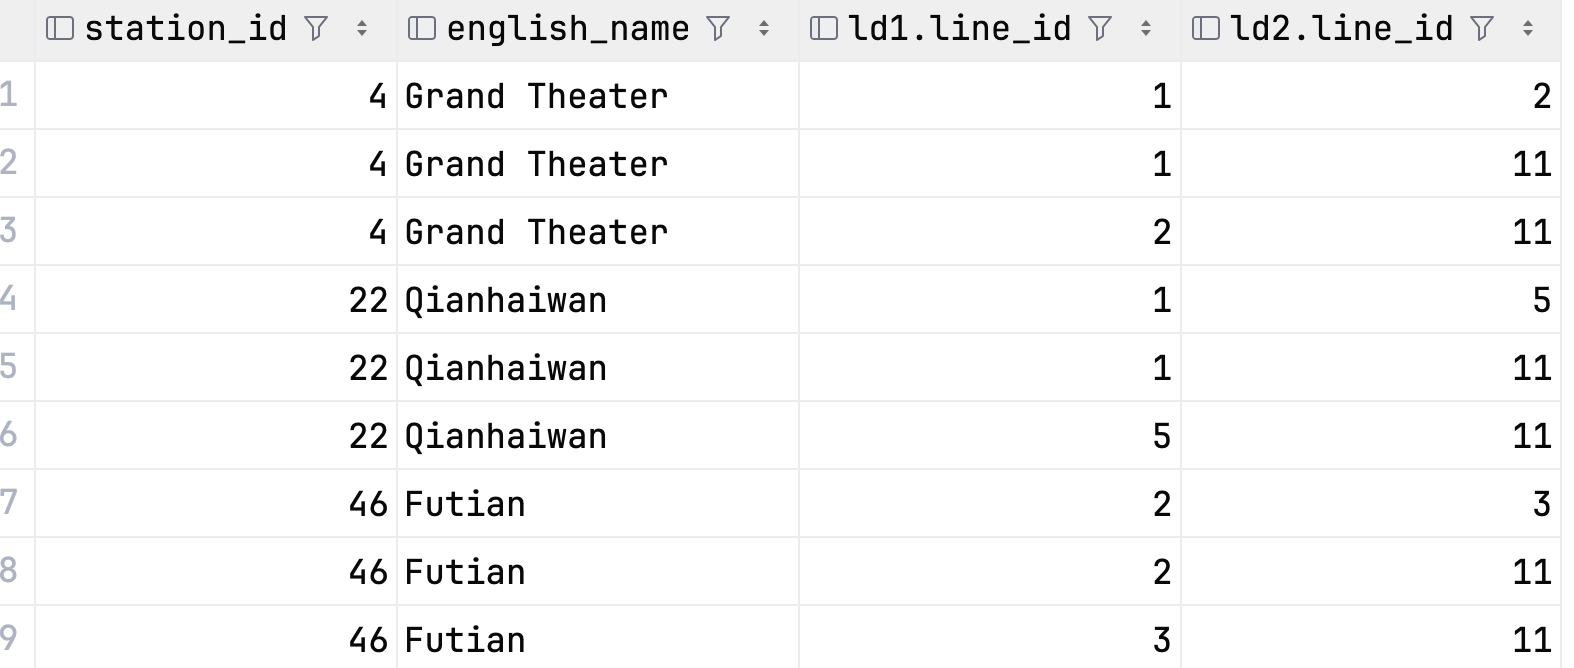 station_id english_name ld1.line_id ld2.line_id
1 4 Grand Theater 1 2
2 4 Grand Theater 1 11
3 4 Grand Theater 2 11
4 22 Qianhaiwan 1 5
5 22 Qianhaiwan 1 11
6 22 Qianhaiwan 5 11
7 46 Futian 2 3
8 46 Futian 2 11
9 46 Futian 3 11